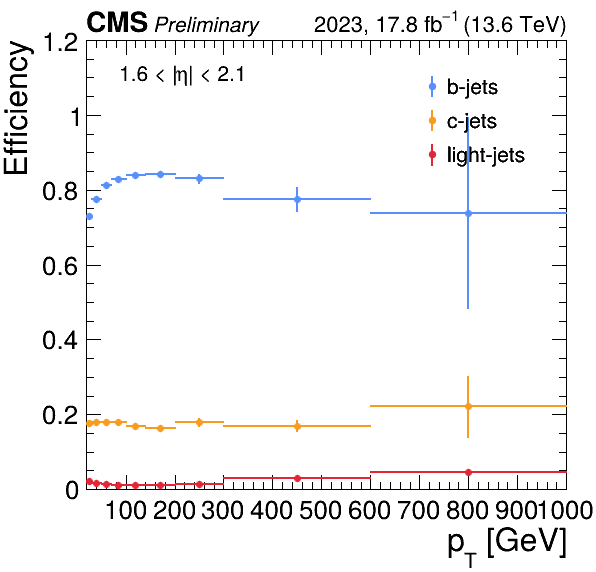 CMS Preliminary 2023, 17.8 fb⁻¹ (13.6 TeV)
1.6 < |η| < 2.1
b-jets
c-jets
light-jets
Efficiency
1.2
1
0.8
0.6
0.4
0.2
0
100 200 300 400 500 600 700 800 900 1000
p_T [GeV]